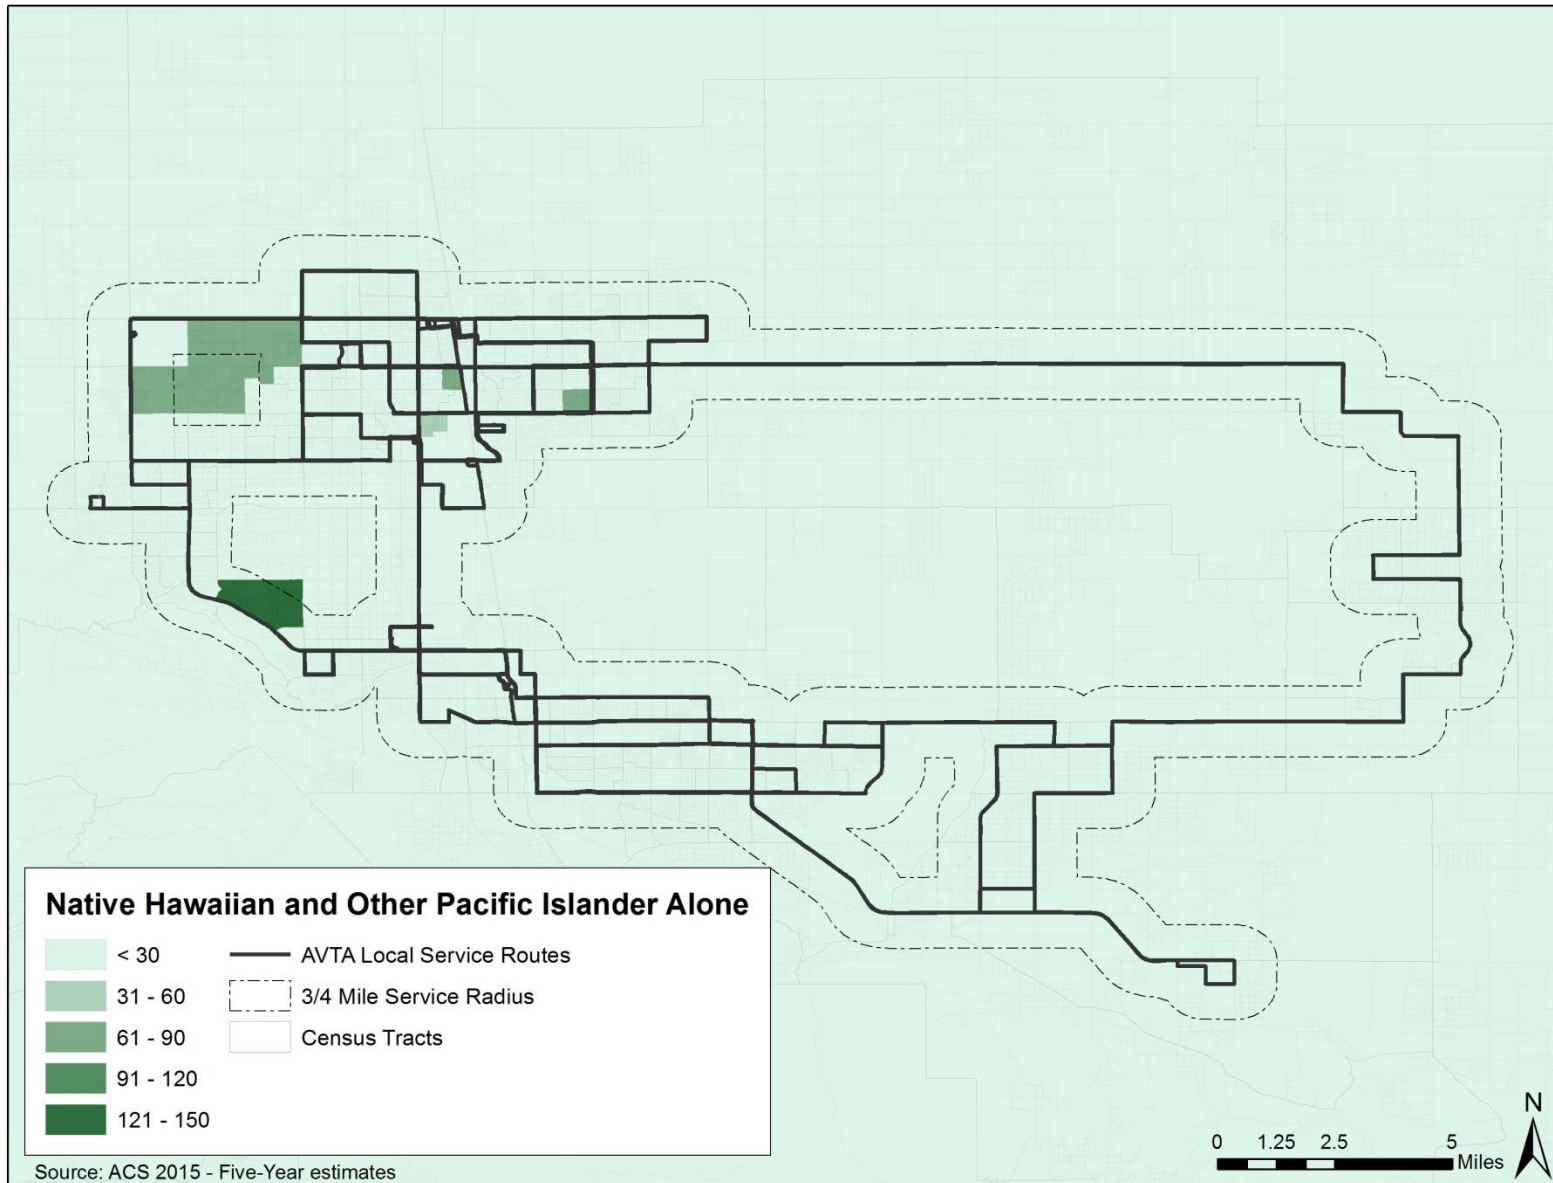 Native Hawaiian and Other Pacific Islander Alone
< 30
31 - 60
61 - 90
91 - 120
121 - 150
AVTA Local Service Routes
3/4 Mile Service Radius
Census Tracts
Source: ACS 2015 - Five-Year estimates
0 1.25 2.5 5
Miles
N